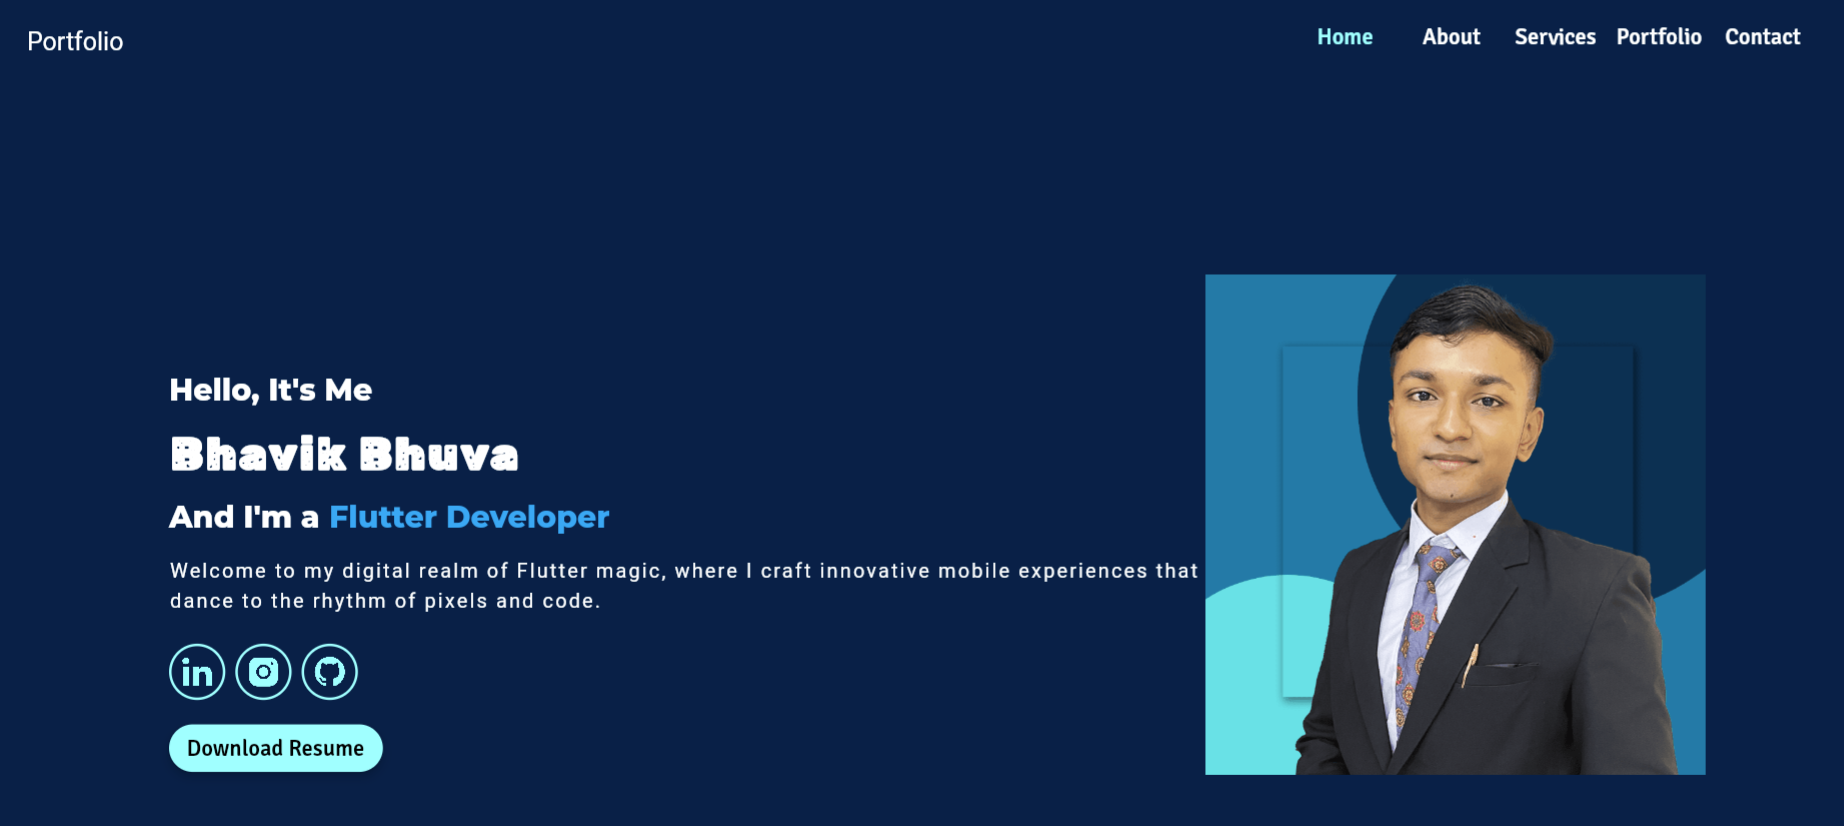 Portfolio
Home About Services Portfolio Contact
Hello, It's Me
Bhavik Bhuva
And I'm a Flutter Developer
Welcome to my digital realm of Flutter magic, where I craft innovative mobile experiences that
dance to the rhythm of pixels and code.
in
Download Resume